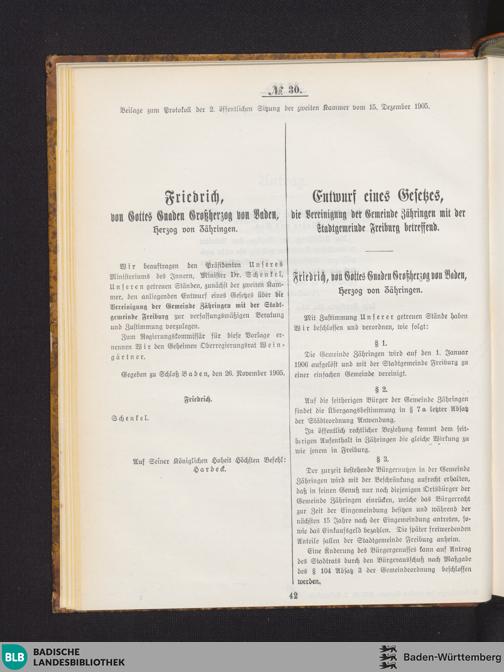 № 30.
Beilage zum Protokoll der 2. öffentlichen Sitzung der zweiten Kammer vom 15. Dezember 1905.
Friedrich,
von Gottes Gnaden Großherzog von Baden,
Herzog von Zähringen.
Wir beauftragen den Präsidenten Unseres
Ministeriums des Innern, Minister Dr. Schenkel,
Unseren getreuen Ständen, zunächst der zweiten Kam-
mer, den anliegenden Entwurf eines Gesetzes über die
Vereinigung der Gemeinde Zähringen mit der Stadt-
gemeinde Freiburg zur verfassungsmäßigen Beratung
und Zustimmung vorzulegen.
Zum Regierungskommissär für diese Vorlage er-
nennen Wir den Geheimen Oberregierungsrat Wein-
gärtner.
Gegeben zu Schloß Baden, den 26. November 1905.
Friedrich.
Schenkel.
Auf Seiner Königlichen Hoheit Höchsten Befehl:
Hardeck.
Entwurf eines Gesetzes,
die Vereinigung der Gemeinde Zähringen mit der
Stadtgemeinde Freiburg betreffend.
Friedrich, von Gottes Gnaden Großherzog von Baden,
Herzog von Zähringen.
Mit Zustimmung Unserer getreuen Stände haben
Wir beschlossen und verordnen, wie folgt:
§ 1.
Die Gemeinde Zähringen wird auf den 1. Januar
1906 aufgelöst und mit der Stadtgemeinde Freiburg zu
einer einfachen Gemeinde vereinigt.
§ 2.
Auf die seitherigen Bürger der Gemeinde Zähringen
findet die Übergangsbestimmung in § 7a letzter Absatz
der Städteordnung Anwendung.
In öffentlich rechtlicher Beziehung kommt dem seit-
herigen Aufenthalt in Zähringen die gleiche Wirkung zu
wie jenem in Freiburg.
§ 3.
Der zurzeit bestehende Bürgernutzen in der Gemeinde
Zähringen wird mit der Beschränkung aufrecht erhalten,
daß in seinen Genuß nur noch diejenigen Ortsbürger der
Gemeinde Zähringen einrücken, welche das Bürgerrecht
zur Zeit der Eingemeindung besitzen und während der
nächsten 15 Jahre nach der Eingemeindung antreten, so-
wie das Einkaufsgeld bezahlen. Die später freiwerdenden
Anteile fallen der Stadtgemeinde Freiburg anheim.
Eine Änderung des Bürgergenusses kann auf Antrag
des Stadtrats durch den Bürgerausschuß nach Maßgabe
des § 104 Absatz 3 der Gemeindeordnung beschlossen
werden.
42
BLB
BADISCHE
LANDESBIBLIOTHEK
Baden-Württemberg